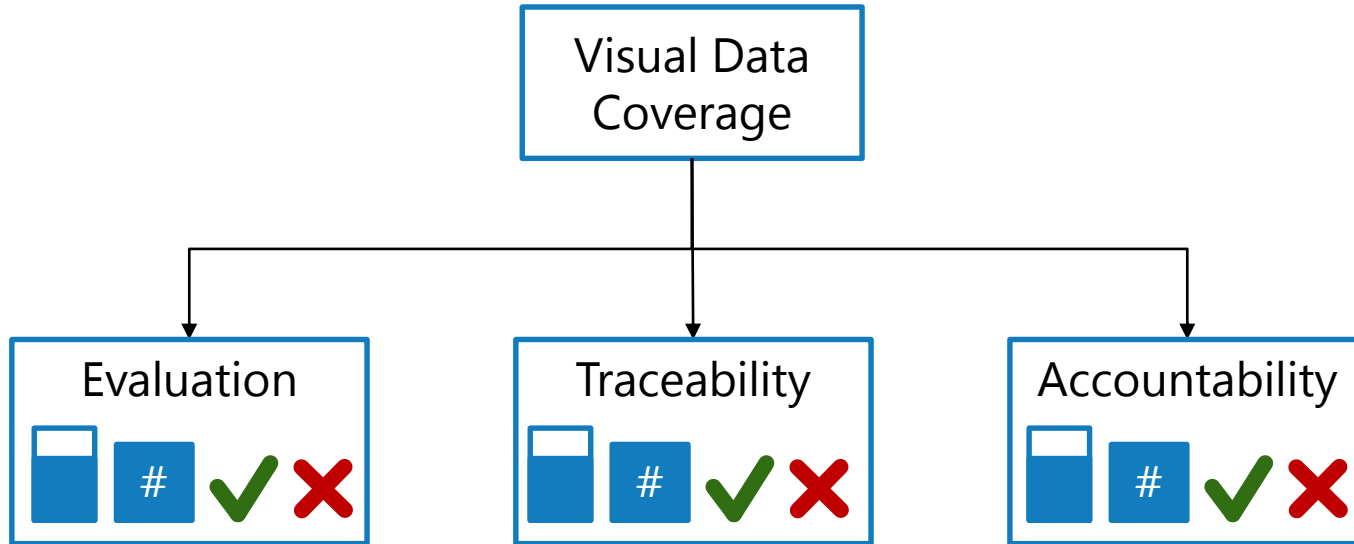 Visual Data
Coverage
Evaluation
Traceability
Accountability
#
#
#